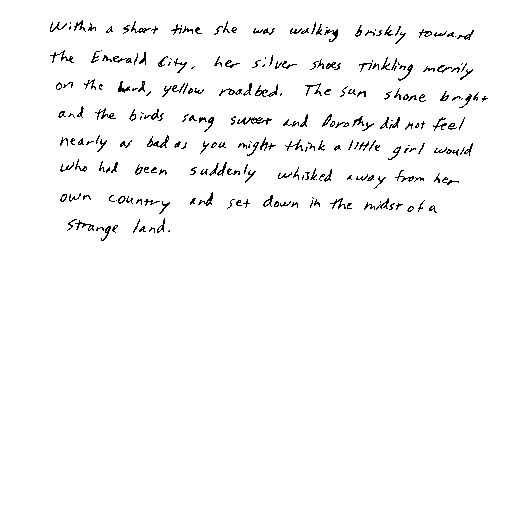 Within a short time she was walking briskly toward
the Emerald City, her silver shoes tinkling merrily
on the hard, yellow roadbed. The sun shone bright
and the birds sang sweet and Dorothy did not feel
nearly as bad as you might think a little girl would
who had been suddenly whisked away from her
own country and set down in the midst of a
strange land.